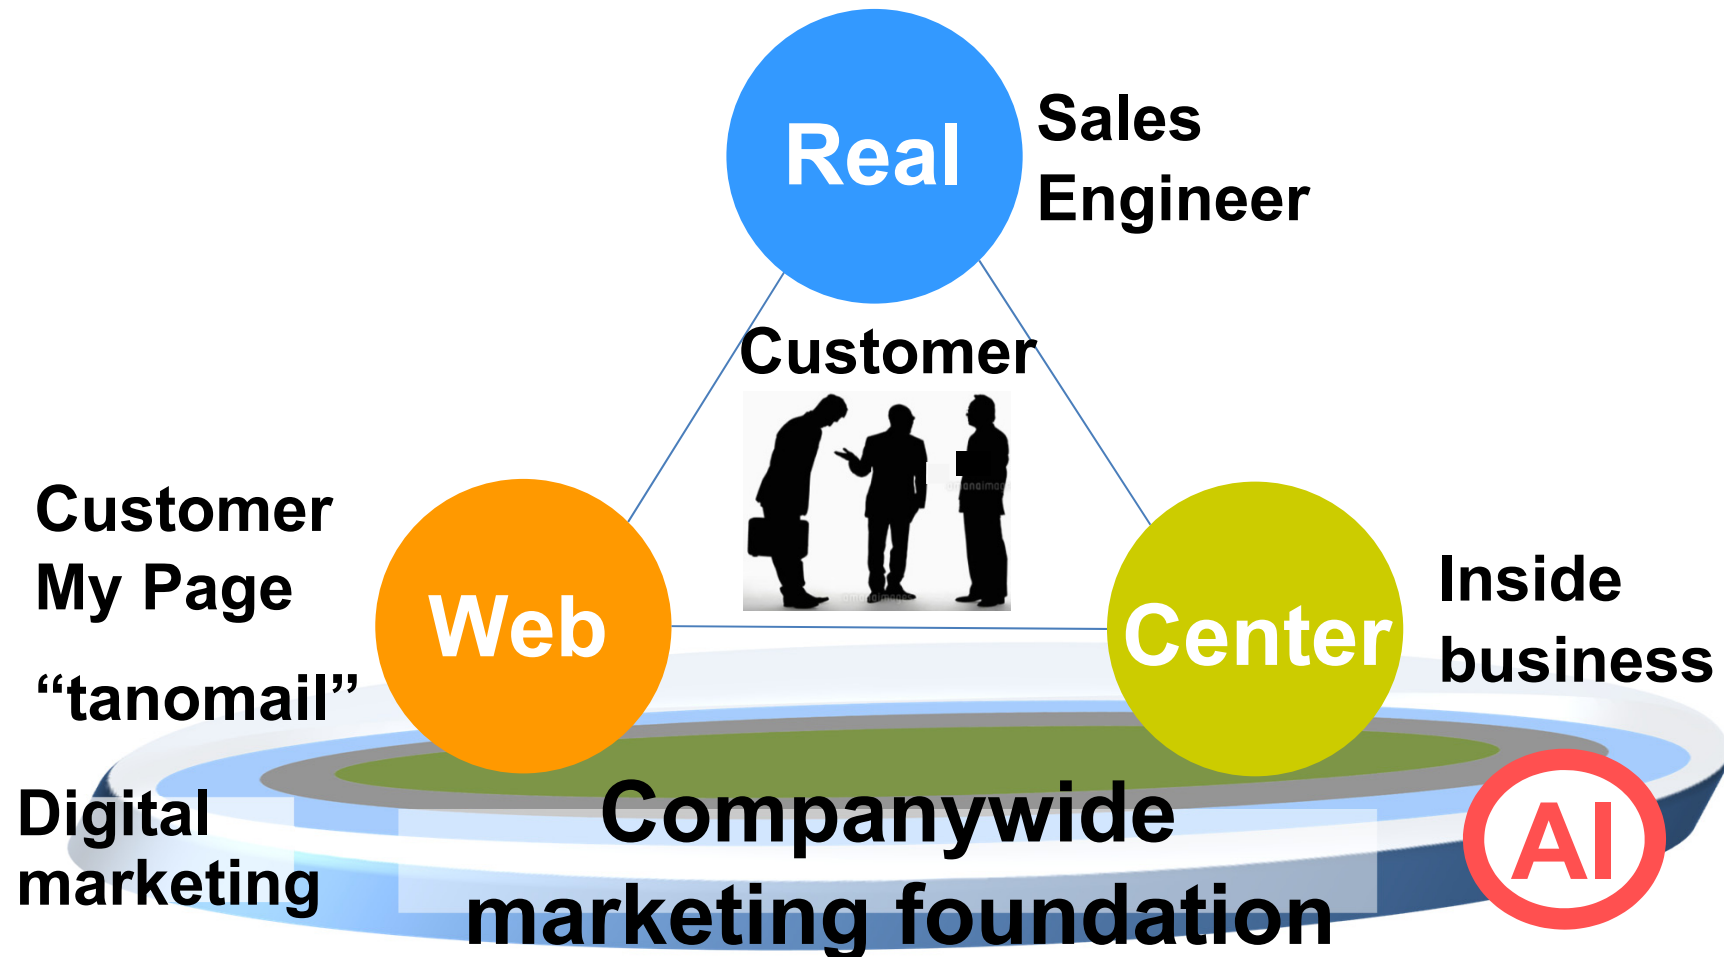 Real
Sales
Engineer
Customer
Customer
My Page
“tanomail”
Web
Center
Inside
business
Digital
marketing
Companywide
marketing foundation
AI